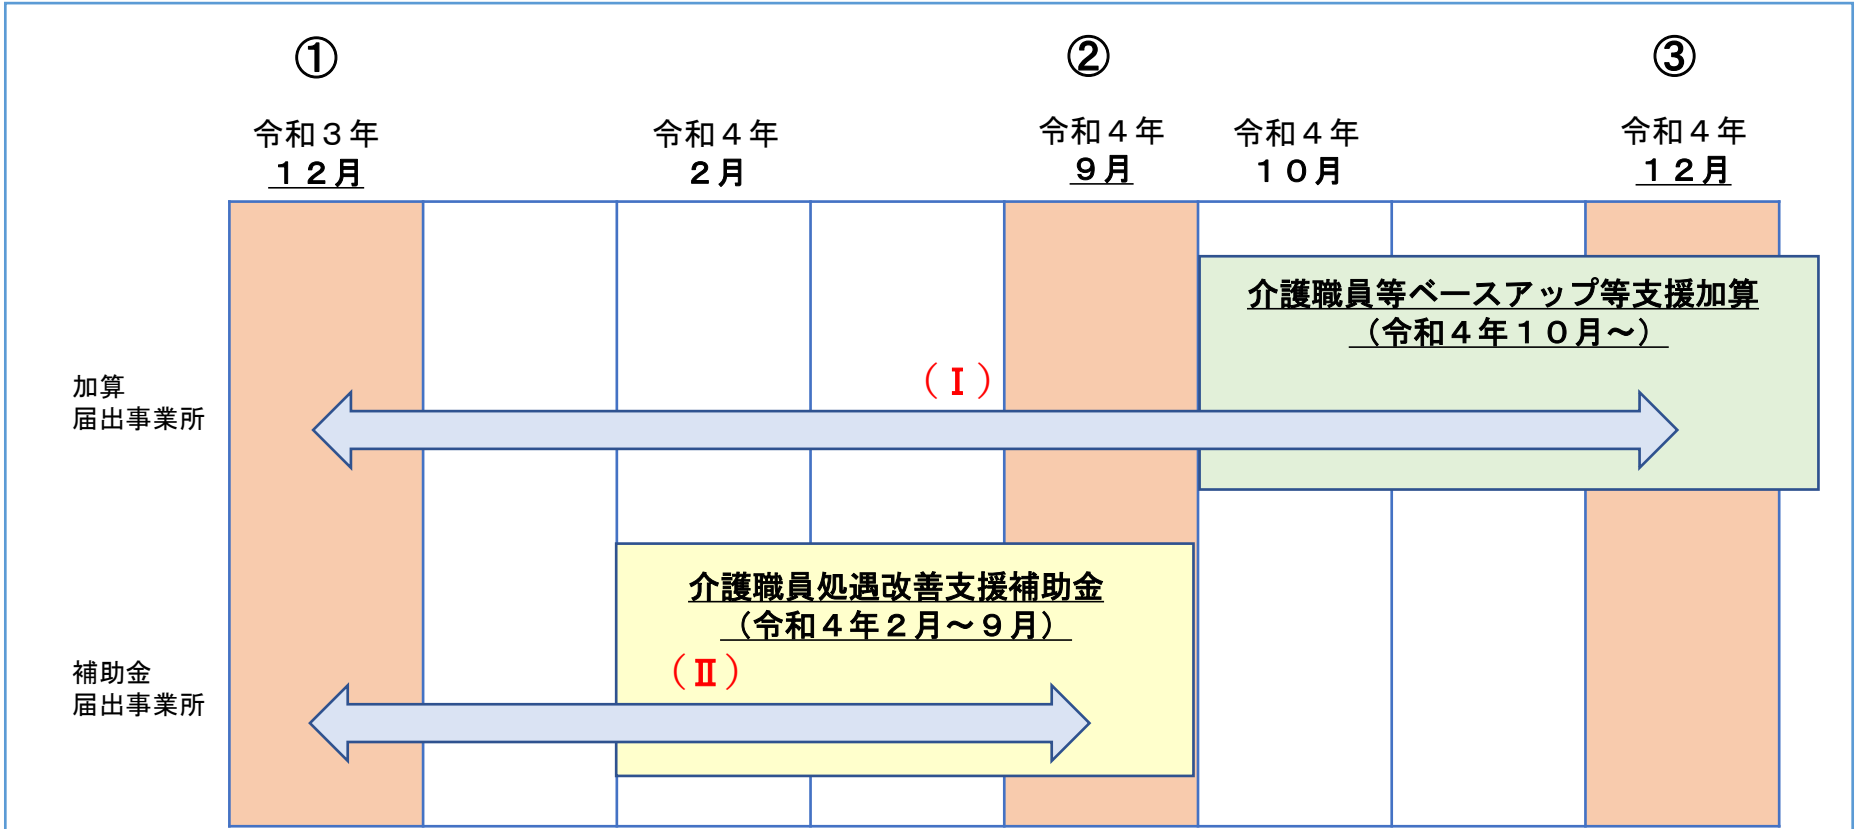 ①
②
③
令和３年
１２月
令和４年
２月
令和４年
９月
令和４年
１０月
令和４年
１２月
介護職員等ベースアップ等支援加算
（令和４年１０月～）
（Ⅰ）
加算
届出事業所
介護職員処遇改善支援補助金
（令和４年２月～９月）
（Ⅱ）
補助金
届出事業所